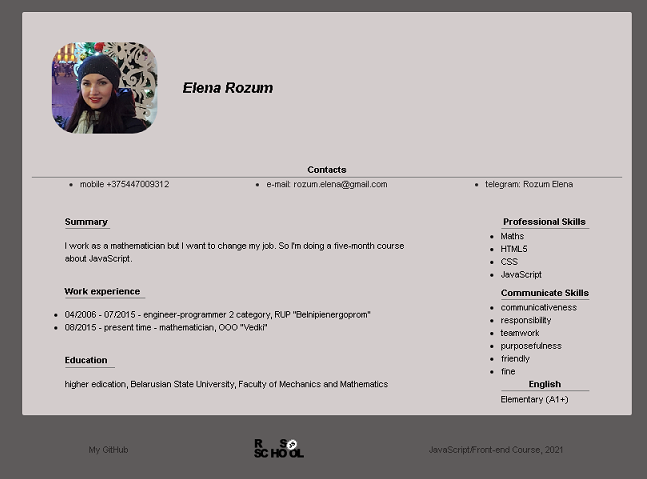 Elena Rozum
Contacts
mobile +375447009312
e-mail: rozum.elena@gmail.com
telegram: Rozum Elena
Summary
I work as a mathematician but I want to change my job. So I'm doing a five-month course
about JavaScript.
Work experience
04/2006 - 07/2015 - engineer-programmer 2 category, RUP "Belnipienergoprom"
08/2015 - present time - mathematician, OOO "Vedki"
Education
higher edication, Belarusian State University, Faculty of Mechanics and Mathematics
Professional Skills
Maths
HTML5
CSS
JavaScript
Communicate Skills
communicativeness
responsibility
teamwork
purposefulness
friendly
fine
English
Elementary (A1+)
My GitHub
RS
SCHOOL
JavaScript/Front-end Course, 2021